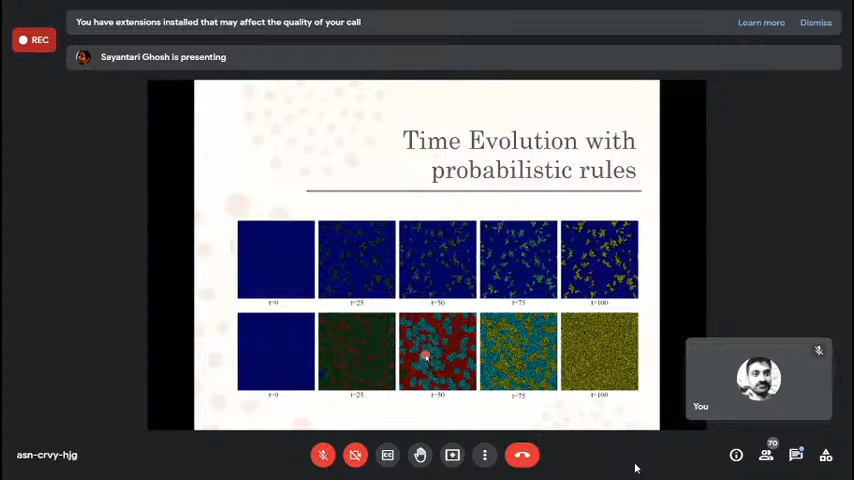 You have extensions installed that may affect the quality of your call
Learn more
Dismiss
REC
Sayantari Ghosh is presenting
Time Evolution with
probabilistic rules
t=0
t=25
t=50
t=75
t=100
t=0
t=25
t=50
t=75
t=100
You
asn-crvy-hjg
CC
70